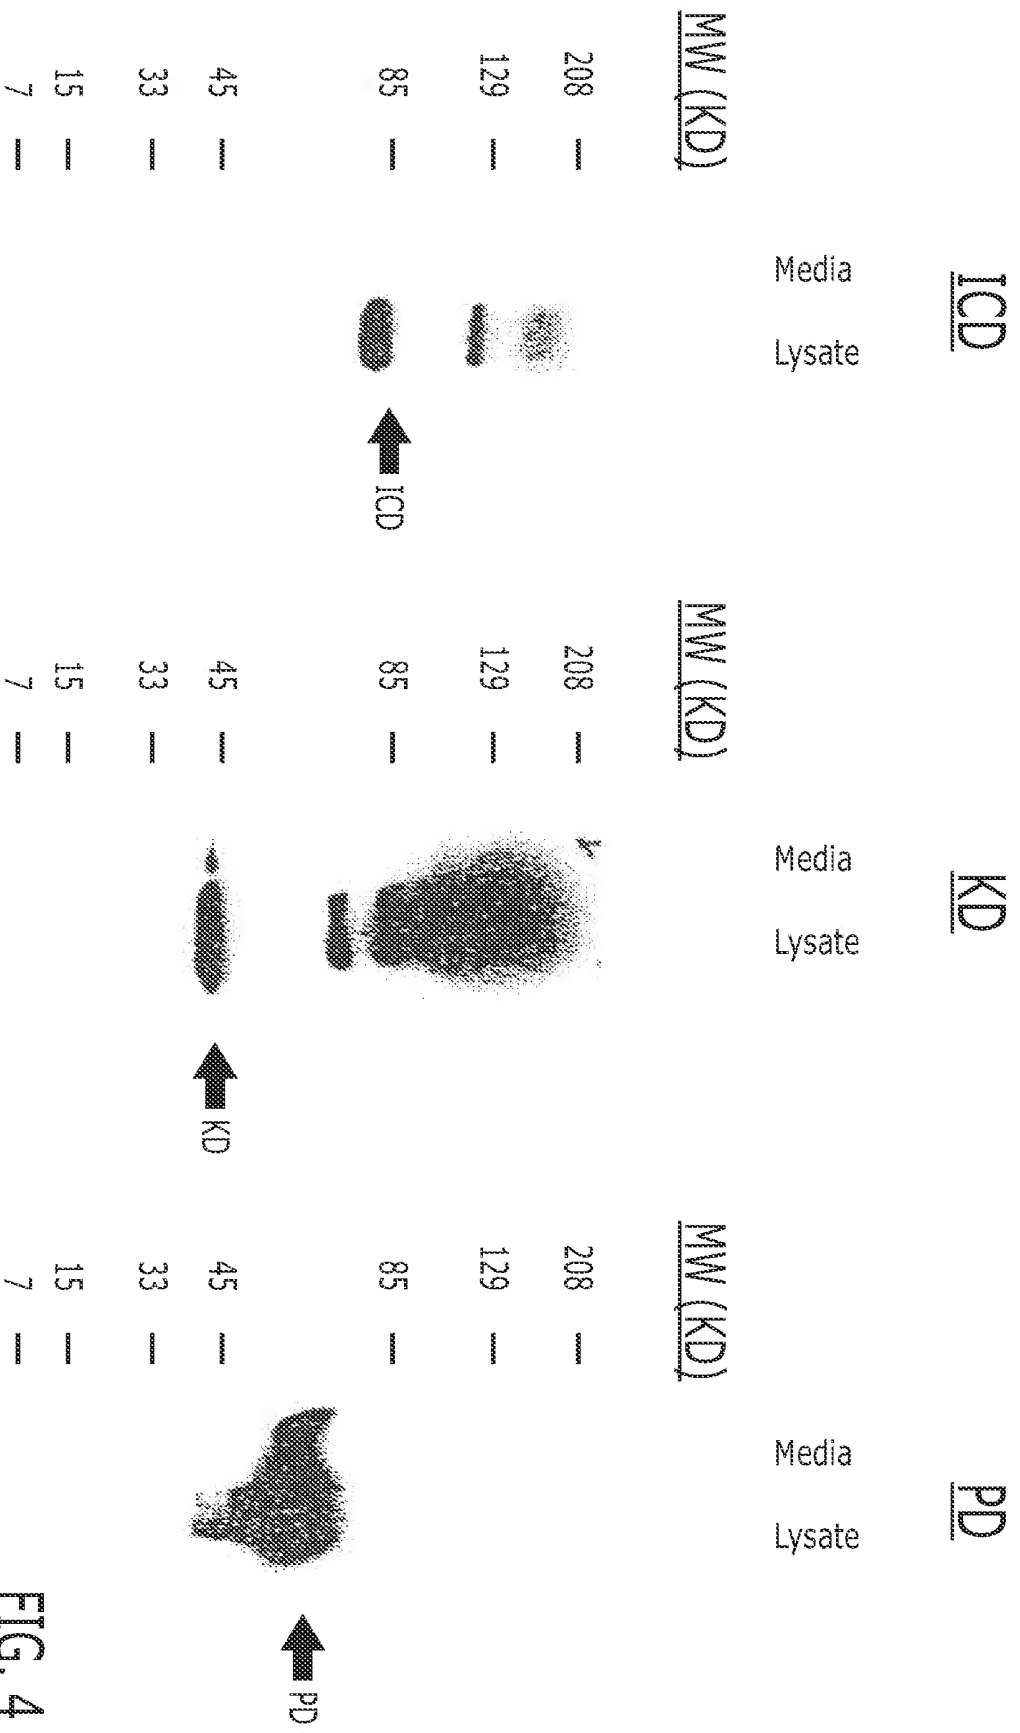 ICD
Media
Lysate
MW (KD)
208
129
85
45
33
15
7
ICD
KD
Media
Lysate
MW (KD)
208
129
85
45
33
15
7
KD
PD
Media
Lysate
MW (KD)
208
129
85
45
33
15
7
PD
FIG. 4